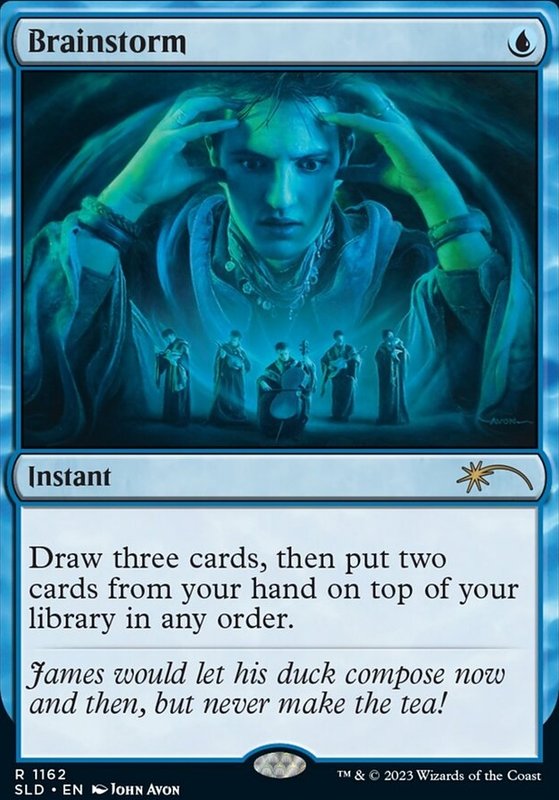 Brainstorm
AVON
Instant
Draw three cards, then put two
cards from your hand on top of your
library in any order.
James would let his duck compose now
and then, but never make the tea!
R 1162
SLD • EN John Avon
™ & © 2023 Wizards of the Coast